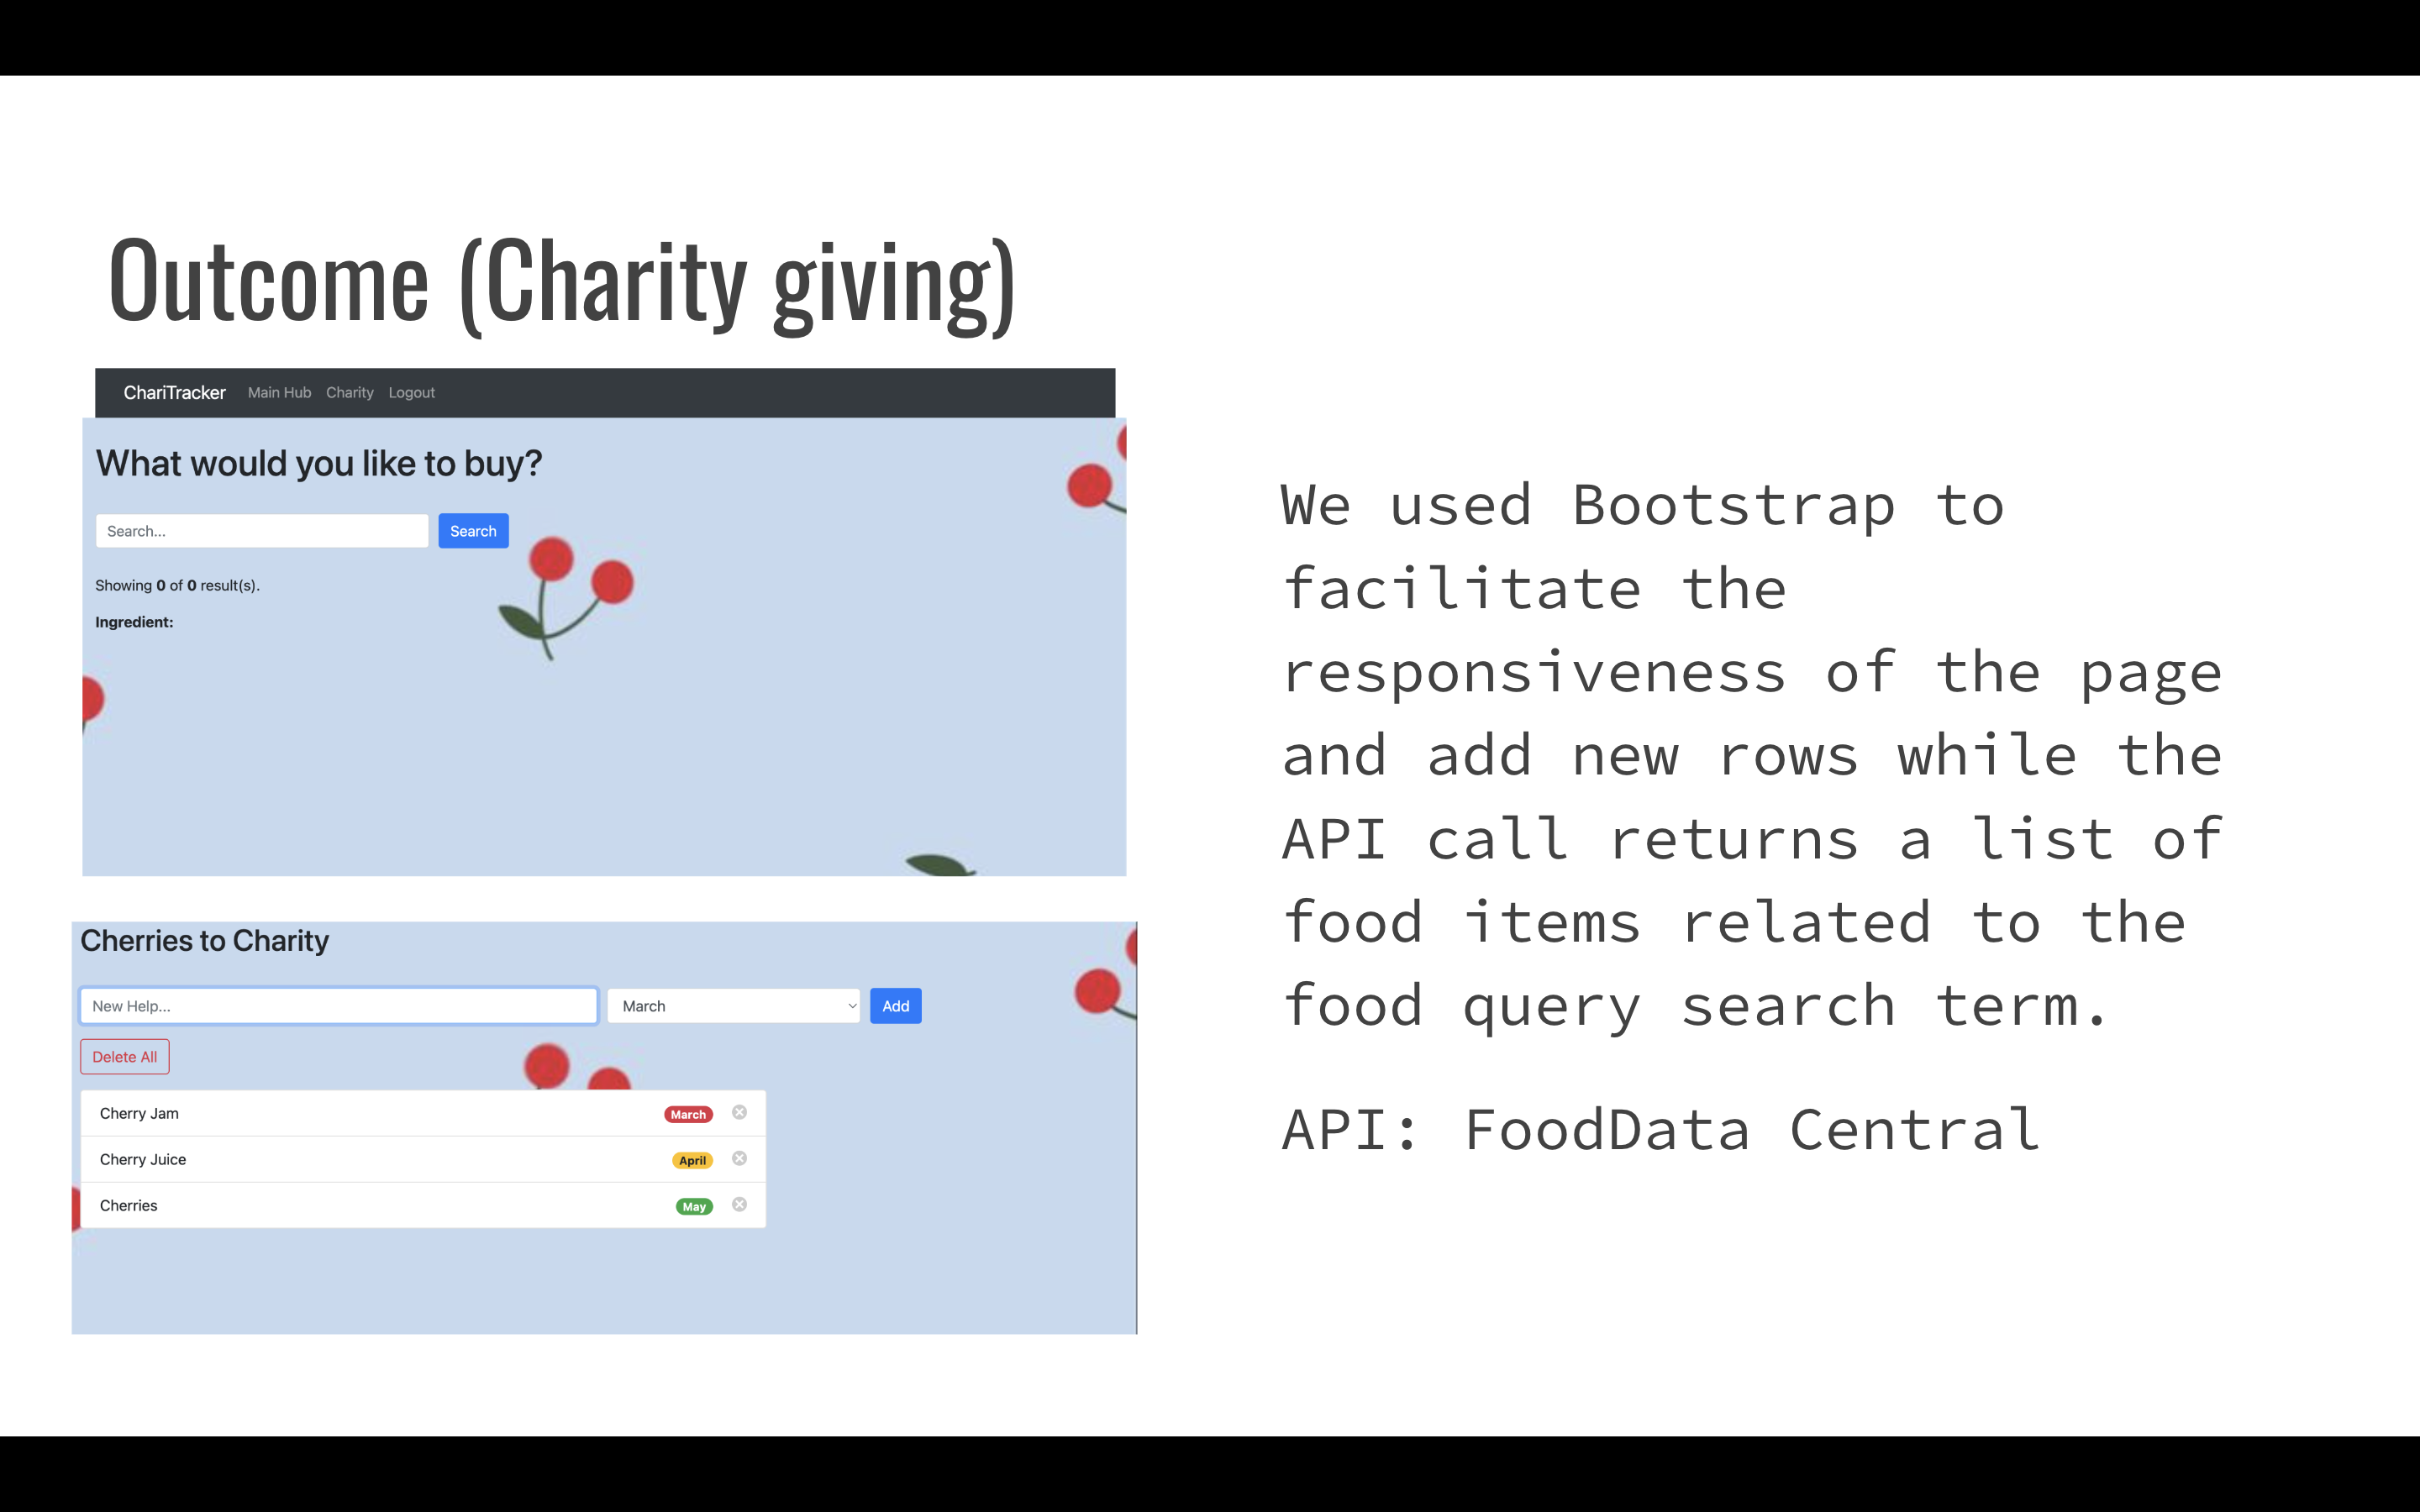 Outcome (Charity giving)
ChariTracker Main Hub Charity Logout
What would you like to buy?
Search... Search
Showing 0 of 0 result(s).
Ingredient:
Cherries to Charity
New Help... March Add
Delete All
Cherry Jam March
Cherry Juice April
Cherries May
We used Bootstrap to
facilitate the
responsiveness of the page
and add new rows while the
API call returns a list of
food items related to the
food query search term.
API: FoodData Central